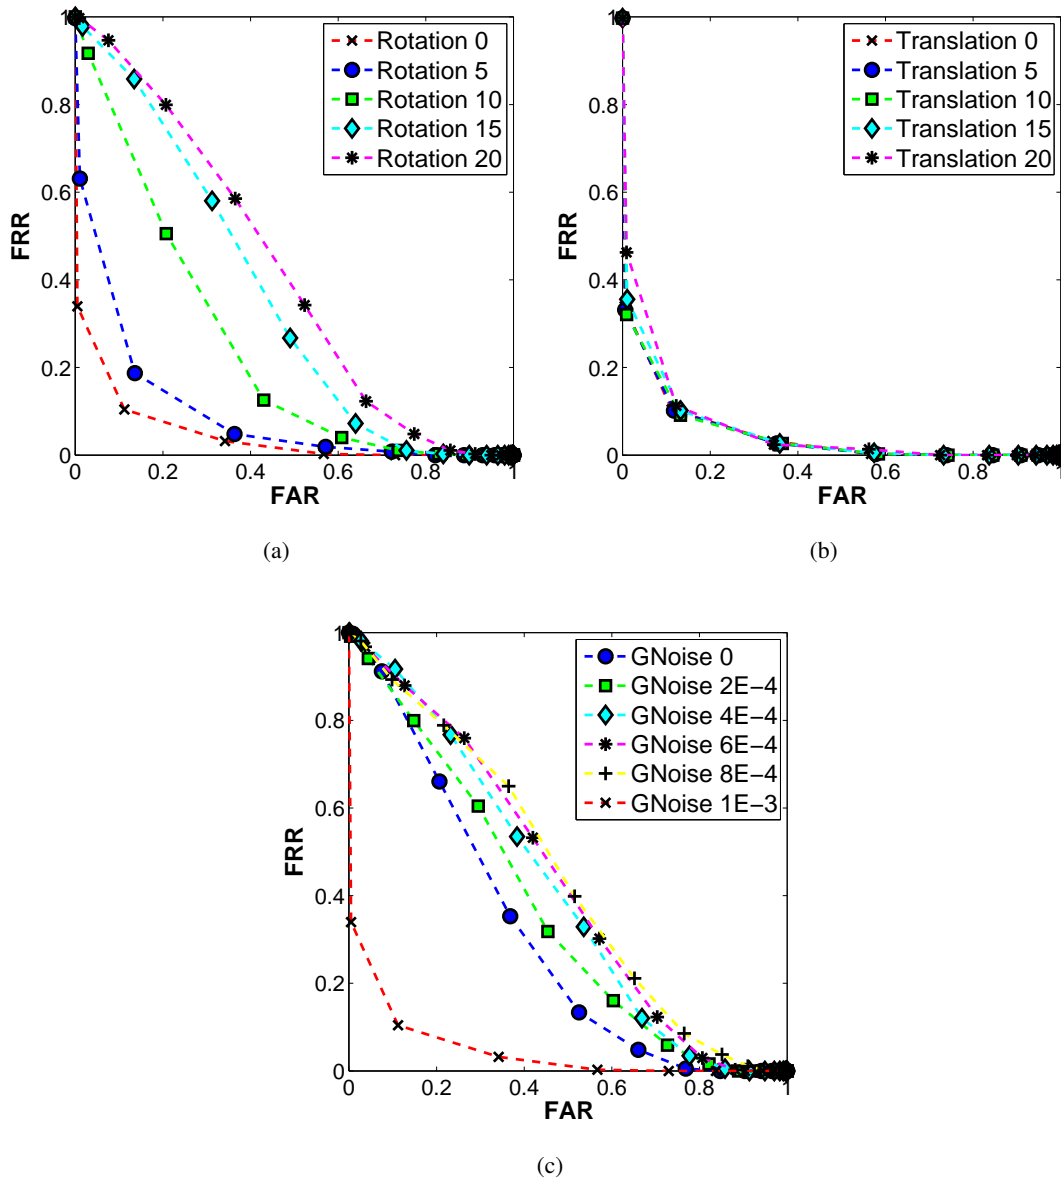 1
0.8
0.6
0.4
0.2
0
0 0.2 0.4 0.6 0.8 1
FRR
FAR
Rotation 0
Rotation 5
Rotation 10
Rotation 15
Rotation 20
(a)
1
0.8
0.6
0.4
0.2
0
0 0.2 0.4 0.6 0.8 1
FRR
FAR
Translation 0
Translation 5
Translation 10
Translation 15
Translation 20
(b)
1
0.8
0.6
0.4
0.2
0
0 0.2 0.4 0.6 0.8 1
FRR
FAR
GNoise 0
GNoise 2E−4
GNoise 4E−4
GNoise 6E−4
GNoise 8E−4
GNoise 1E−3
(c)